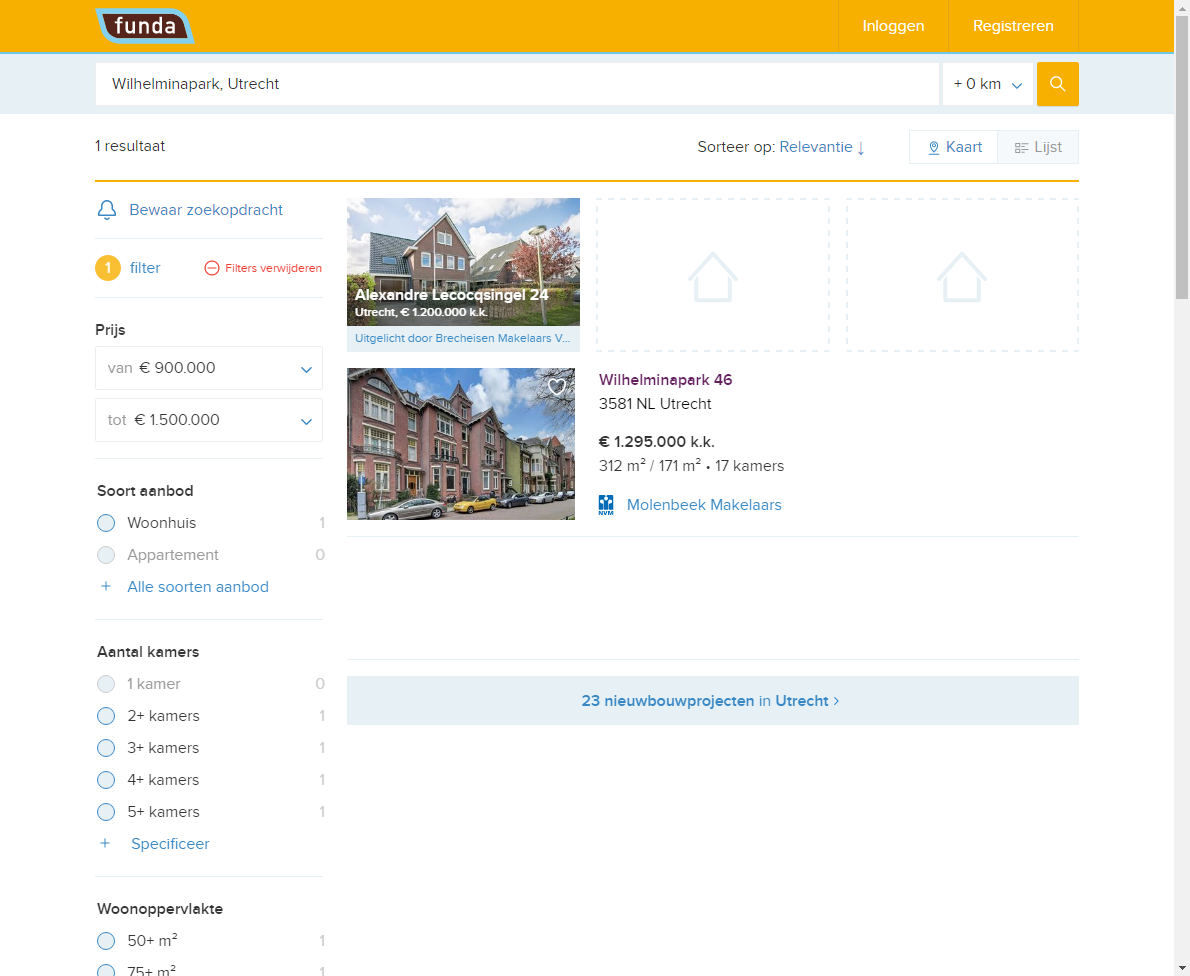 funda
Inloggen
Registreren
Wilhelminapark, Utrecht
+ 0 km
1 resultaat
Sorteer op: Relevantie ↓
Kaart
Lijst
Bewaar zoekopdracht
1 filter
Filters verwijderen
Prijs
van € 900.000
tot € 1.500.000
Soort aanbod
Woonhuis 1
Appartement 0
+ Alle soorten aanbod
Aantal kamers
1 kamer 0
2+ kamers 1
3+ kamers 1
4+ kamers 1
5+ kamers 1
+ Specificeer
Woonoppervlakte
50+ m² 1
75+ m² 1
Alexandre Lecocqsingel 24
Utrecht, € 1.200.000 k.k.
Uitgelicht door Brecheisen Makelaars V...
Wilhelminapark 46
3581 NL Utrecht
€ 1.295.000 k.k.
312 m² / 171 m² • 17 kamers
NVM
Molenbeek Makelaars
23 nieuwbouwprojecten in Utrecht >